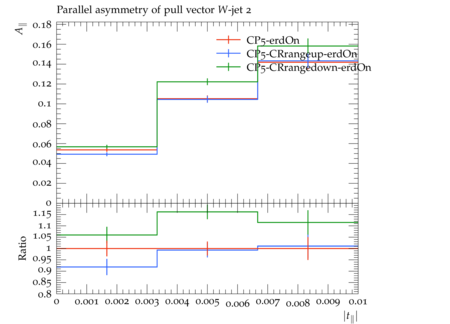 Parallel asymmetry of pull vector W-jet 2
A∥
0.18
0.16
0.14
0.12
0.1
0.08
0.06
0.04
0.02
0
CP5-erdOn
CP5-CRrangeup-erdOn
CP5-CRrangedown-erdOn
Ratio
1.15
1.1
1.05
1
0.95
0.9
0.85
0.8
0 0.001 0.002 0.003 0.004 0.005 0.006 0.007 0.008 0.009 0.01
|t∥|